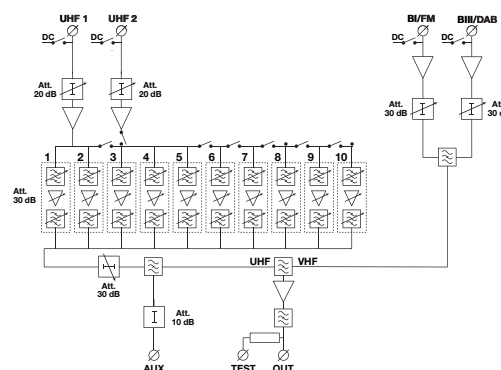 UHF 1 UHF 2 BI/FM BIII/DAB
DC DC DC DC
Att.
20 dB
Att.
20 dB
Att.
30 dB
30 dB
1 2 3 4 5 6 7 8 9 10
Att.
30 dB
UHF VHF
Att.
30 dB
Att.
10 dB
AUX TEST OUT